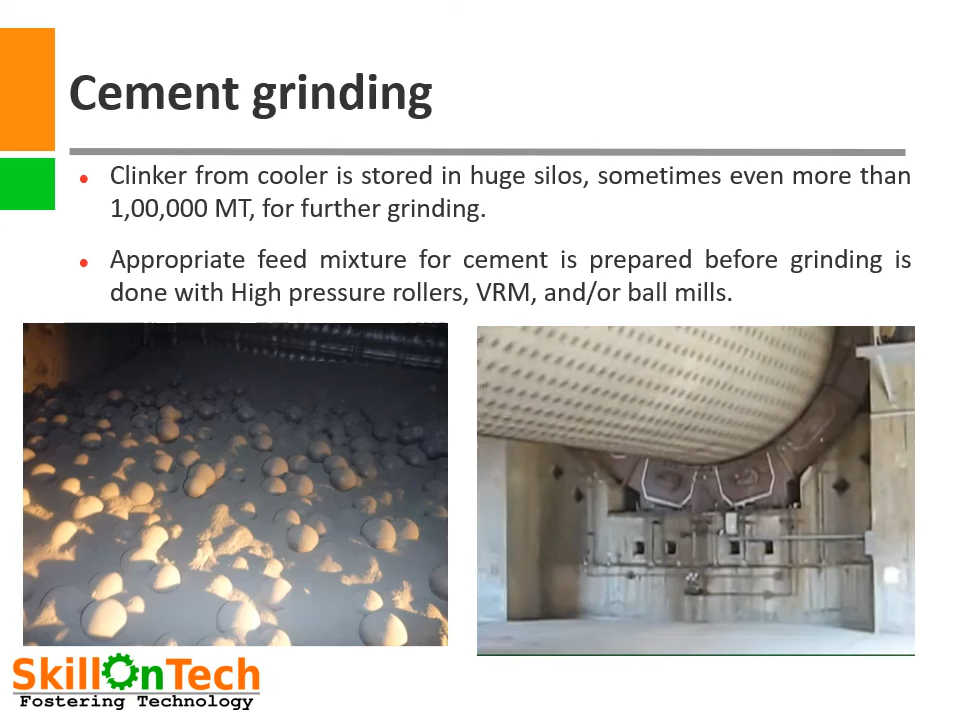 Cement grinding
Clinker from cooler is stored in huge silos, sometimes even more than
1,00,000 MT, for further grinding.
Appropriate feed mixture for cement is prepared before grinding is
done with High pressure rollers, VRM, and/or ball mills.
SkillOnTech
Fostering Technology